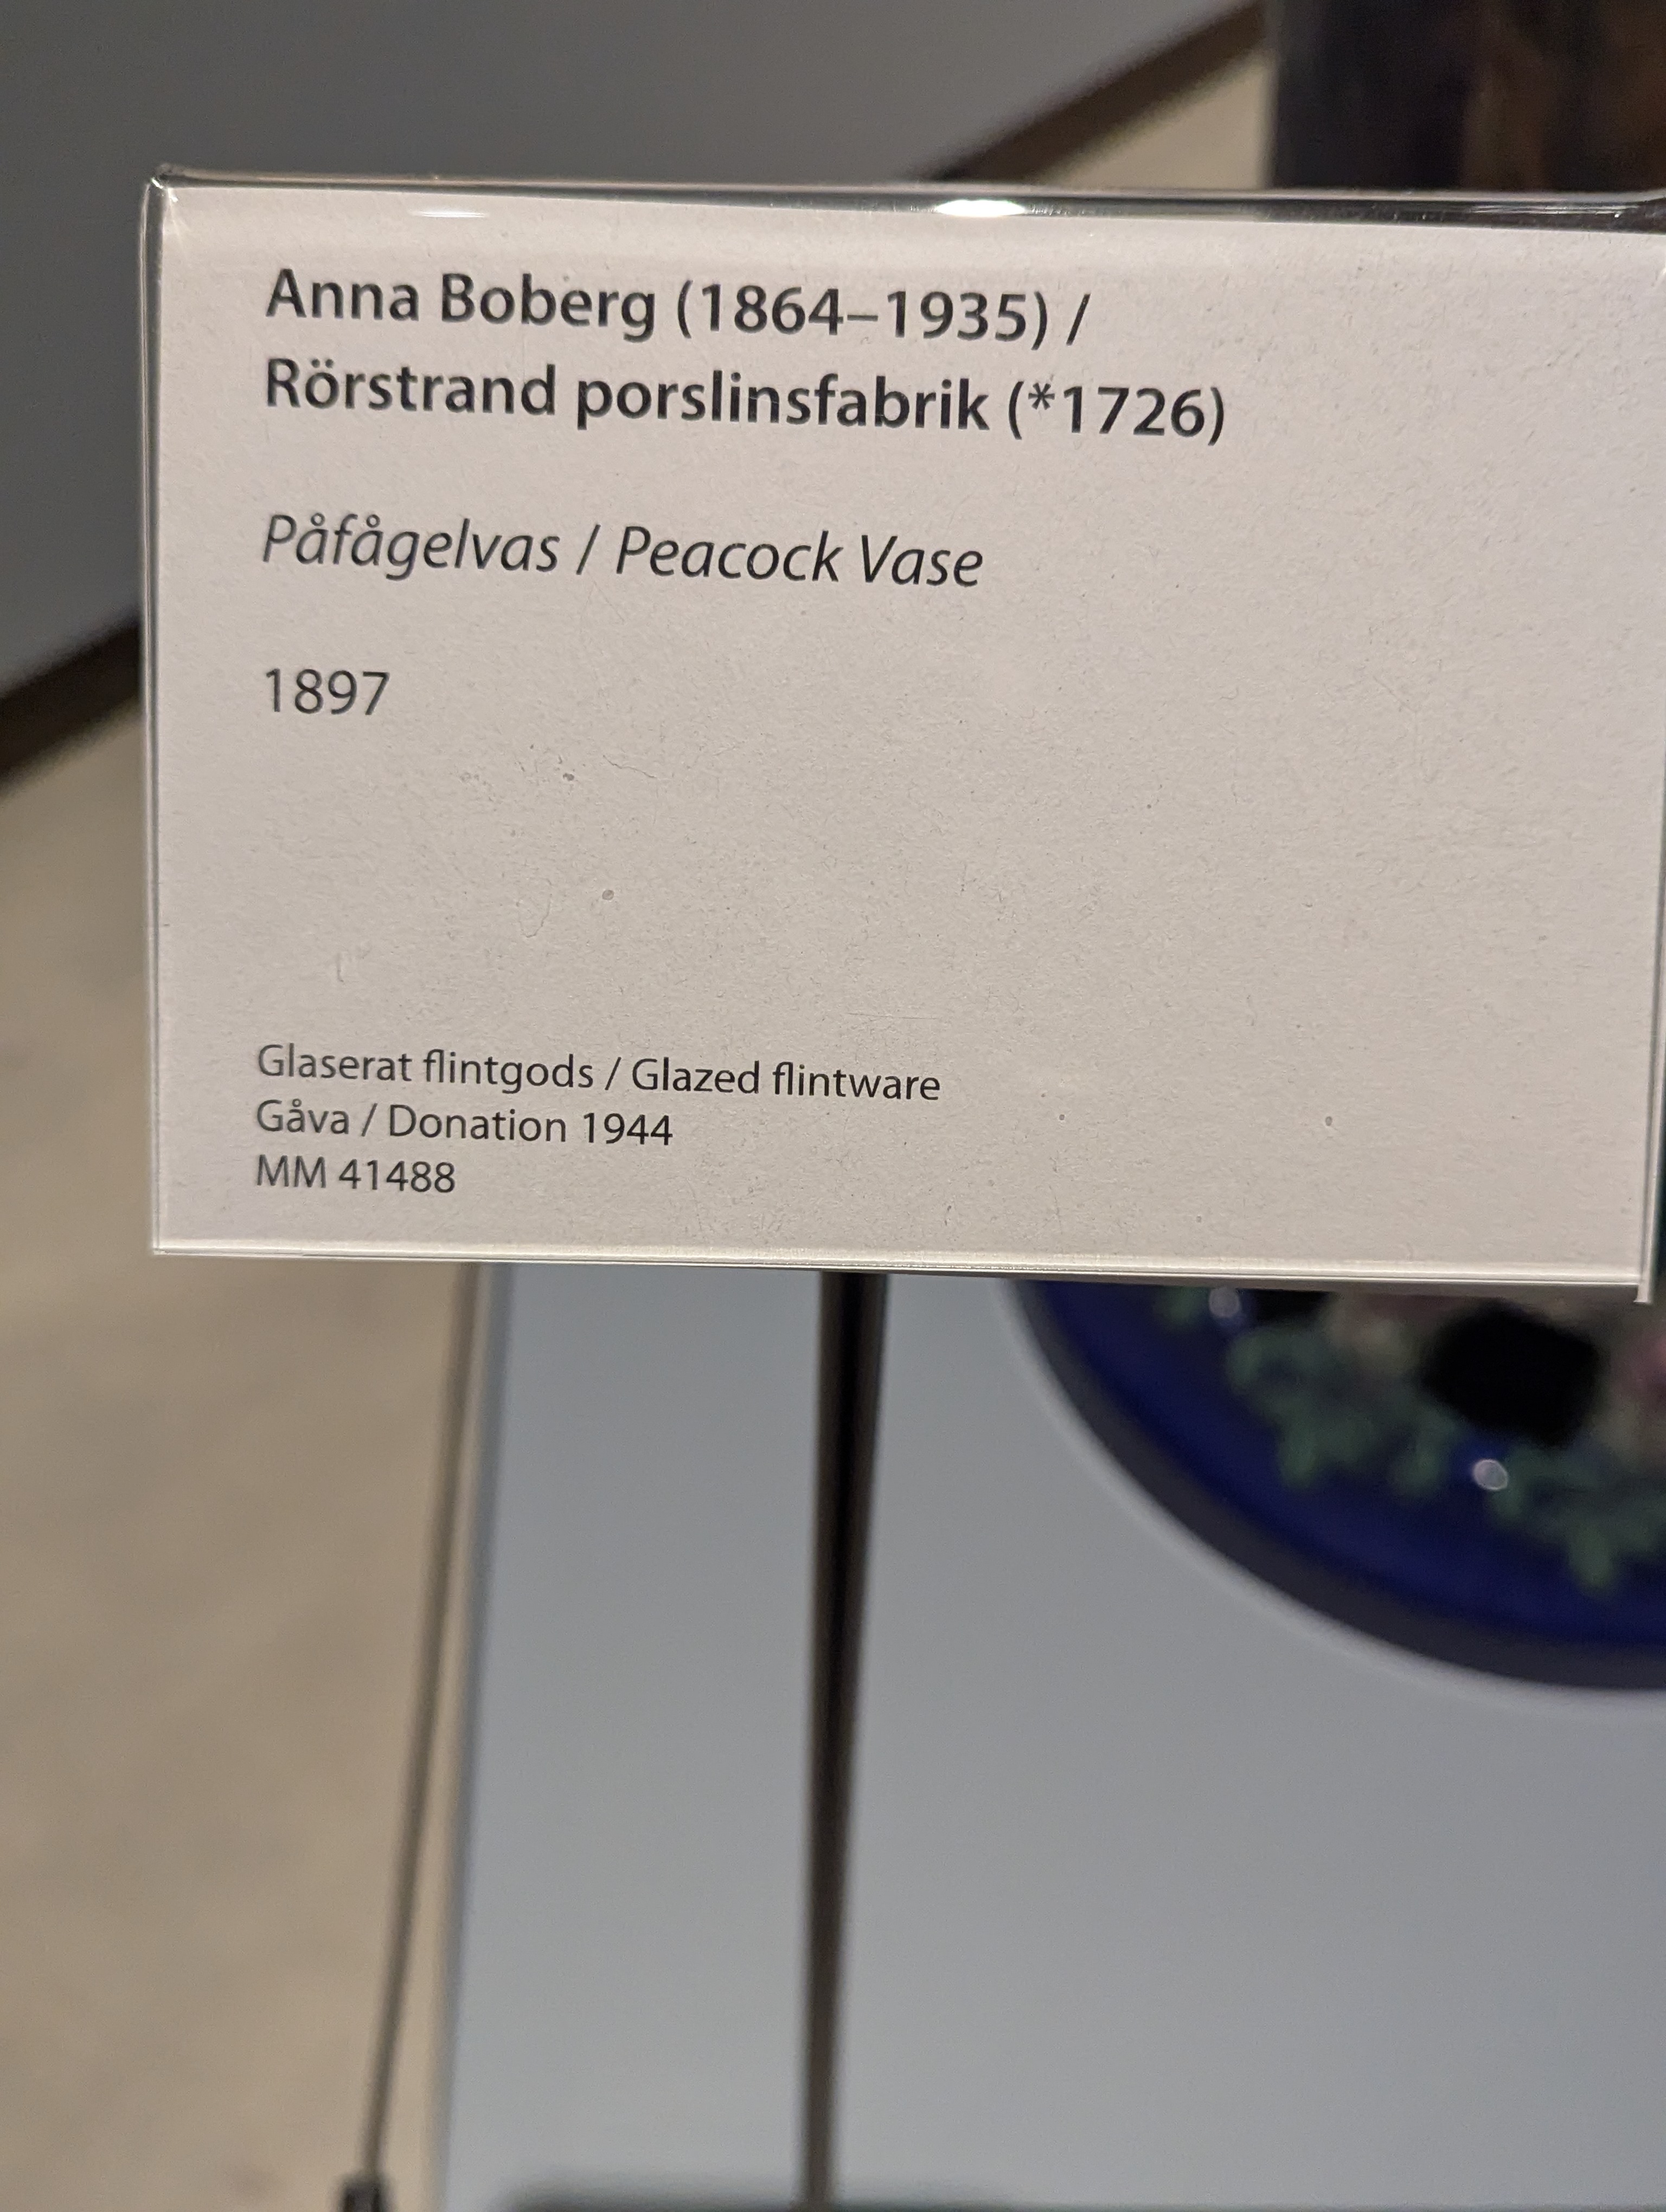 Anna Boberg (1864–1935) /
Rörstrand porslinsfabrik (*1726)
Påfågelvas / Peacock Vase
1897
Glaserat flintgods / Glazed flintware
Gåva / Donation 1944
MM 41488